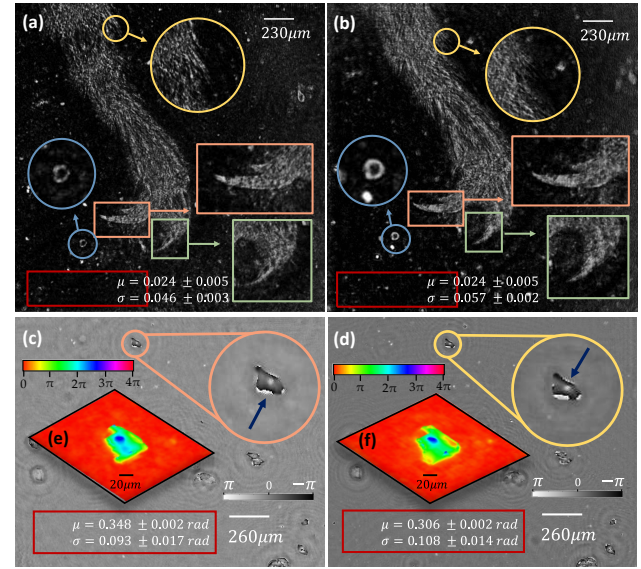 (a)
230μm
μ = 0.024 ± 0.005
σ = 0.046 ± 0.003
(b)
230μm
μ = 0.024 ± 0.005
σ = 0.057 ± 0.002
(c)
0 π 2π 3π 4π
(e)
20μm
π 0 −π
260μm
μ = 0.348 ± 0.002 rad
σ = 0.093 ± 0.017 rad
(d)
0 π 2π 3π 4π
(f)
20μm
π 0 −π
260μm
μ = 0.306 ± 0.002 rad
σ = 0.108 ± 0.014 rad